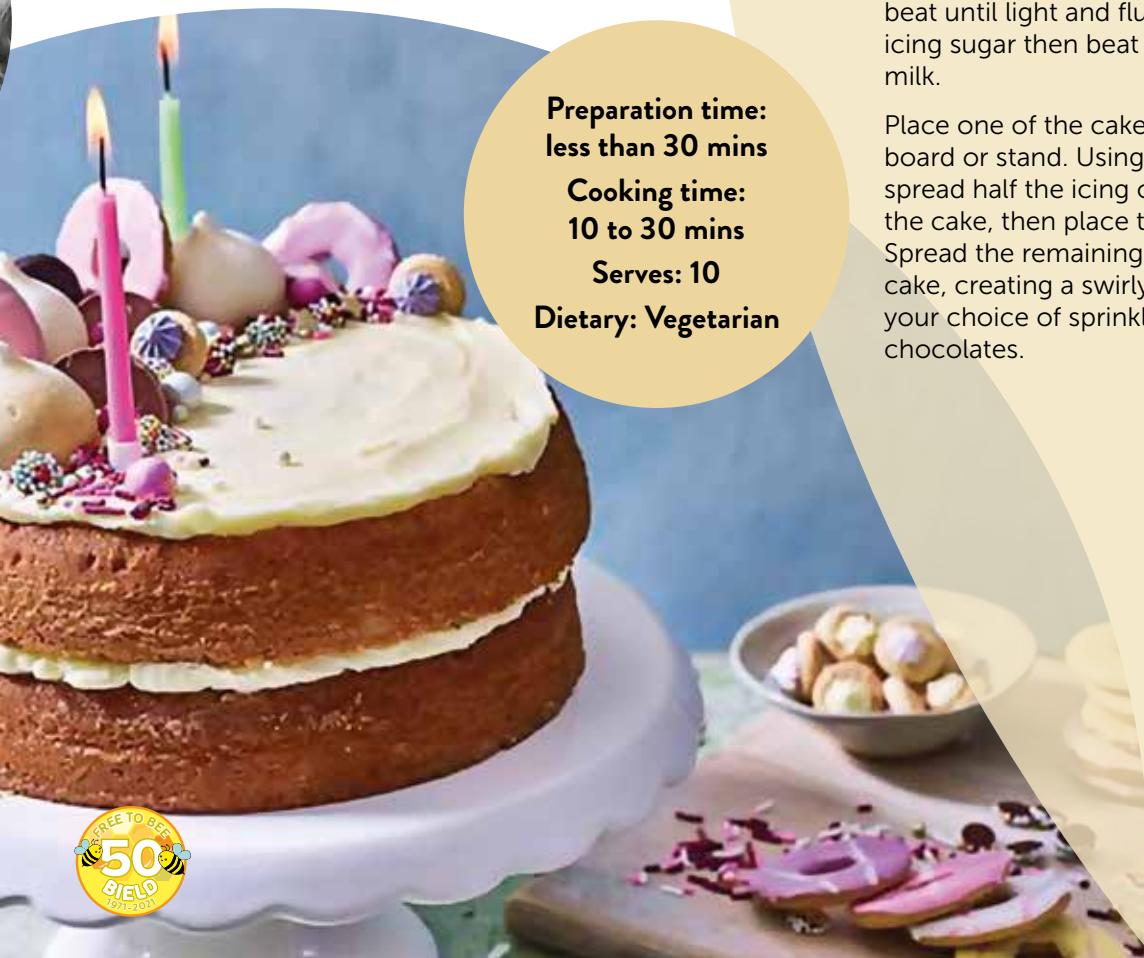 beat until light and
icing sugar then beat
milk.
Place one of the
board or stand. Using
spread half the icing
the cake, then place
Spread the remaining
cake, creating a
your choice of
chocolates.
Preparation time:
less than 30 mins
Cooking time:
10 to 30 mins
Serves: 10
Dietary: Vegetarian
FREE TO BEE
50
BIELD
1971-2021